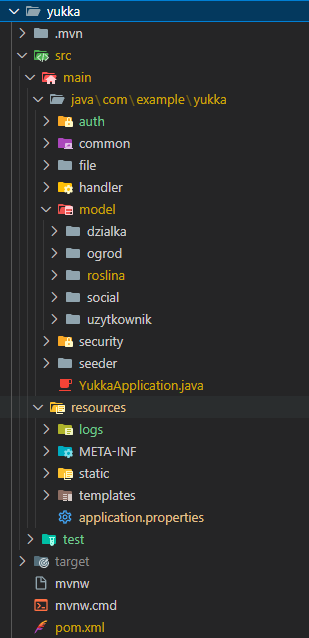 yukka
.mvn
src
main
java\com\example\yukka
auth
common
file
handler
model
dzialka
ogrod
roslina
social
uzytkownik
security
seeder
YukkaApplication.java
resources
logs
META-INF
static
templates
application.properties
test
target
mvnw
mvnw.cmd
pom.xml